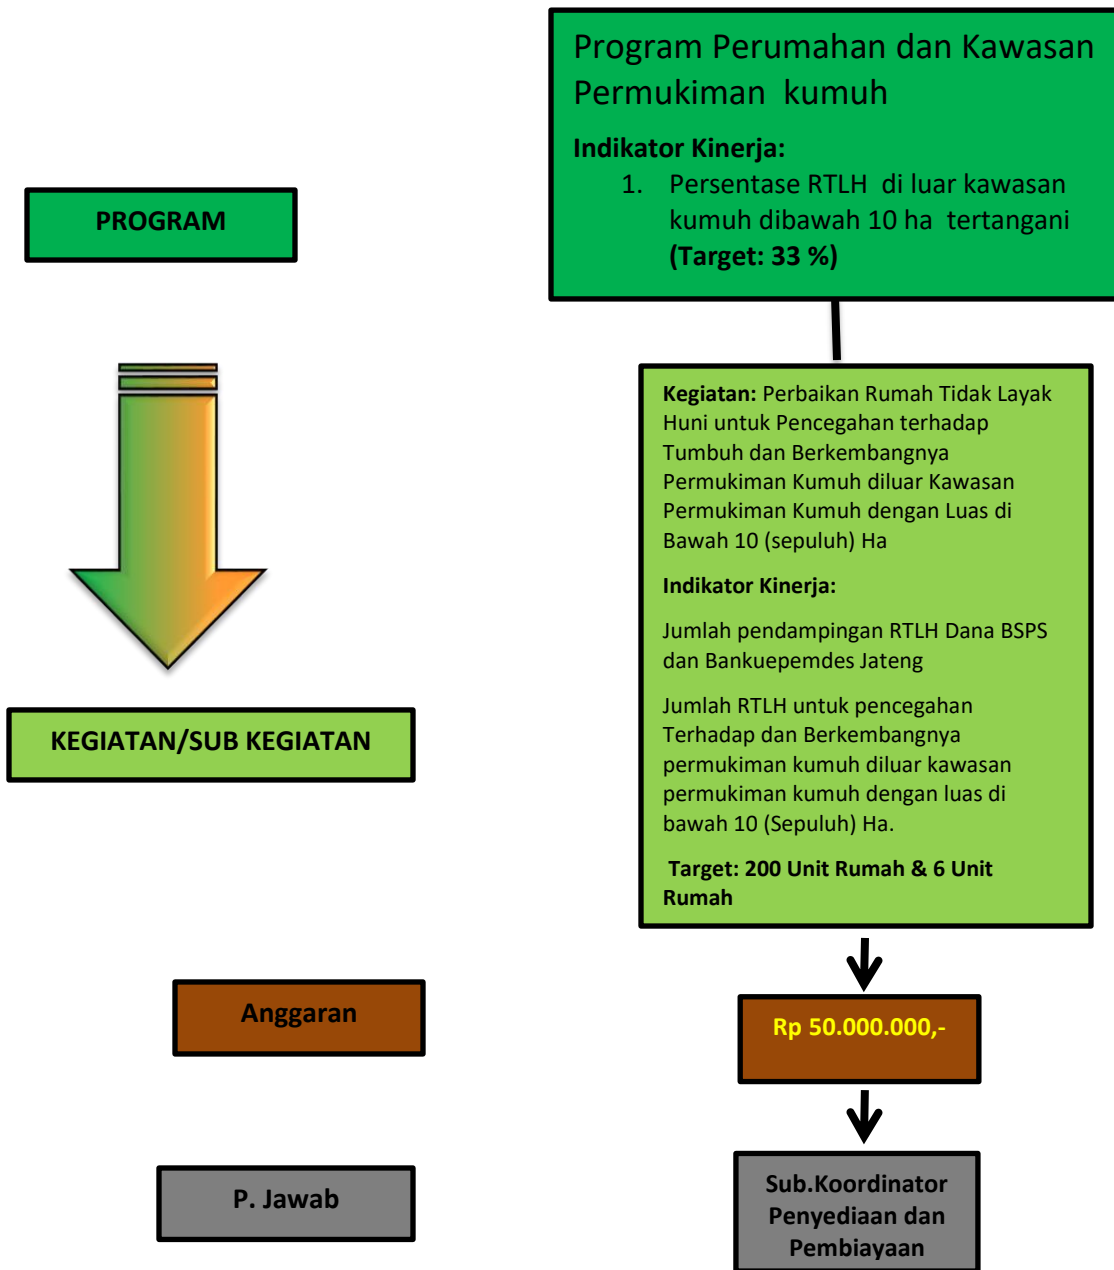 Program Perumahan dan Kawasan
Permukiman kumuh
Indikator Kinerja:
1. Persentase RTLH di luar kawasan
kumuh dibawah 10 ha tertangani
(Target: 33 %)
PROGRAM
Kegiatan: Perbaikan Rumah Tidak Layak
Huni untuk Pencegahan terhadap
Tumbuh dan Berkembangnya
Permukiman Kumuh diluar Kawasan
Permukiman Kumuh dengan Luas di
Bawah 10 (sepuluh) Ha
Indikator Kinerja:
Jumlah pendampingan RTLH Dana BSPS
dan Bankuepemdes Jateng
Jumlah RTLH untuk pencegahan
Terhadap dan Berkembangnya
permukiman kumuh diluar kawasan
permukiman kumuh dengan luas di
bawah 10 (Sepuluh) Ha.
Target: 200 Unit Rumah & 6 Unit
Rumah
KEGIATAN/SUB KEGIATAN
Anggaran
Rp 50.000.000,-
P. Jawab
Sub.Koordinator
Penyediaan dan
Pembiayaan